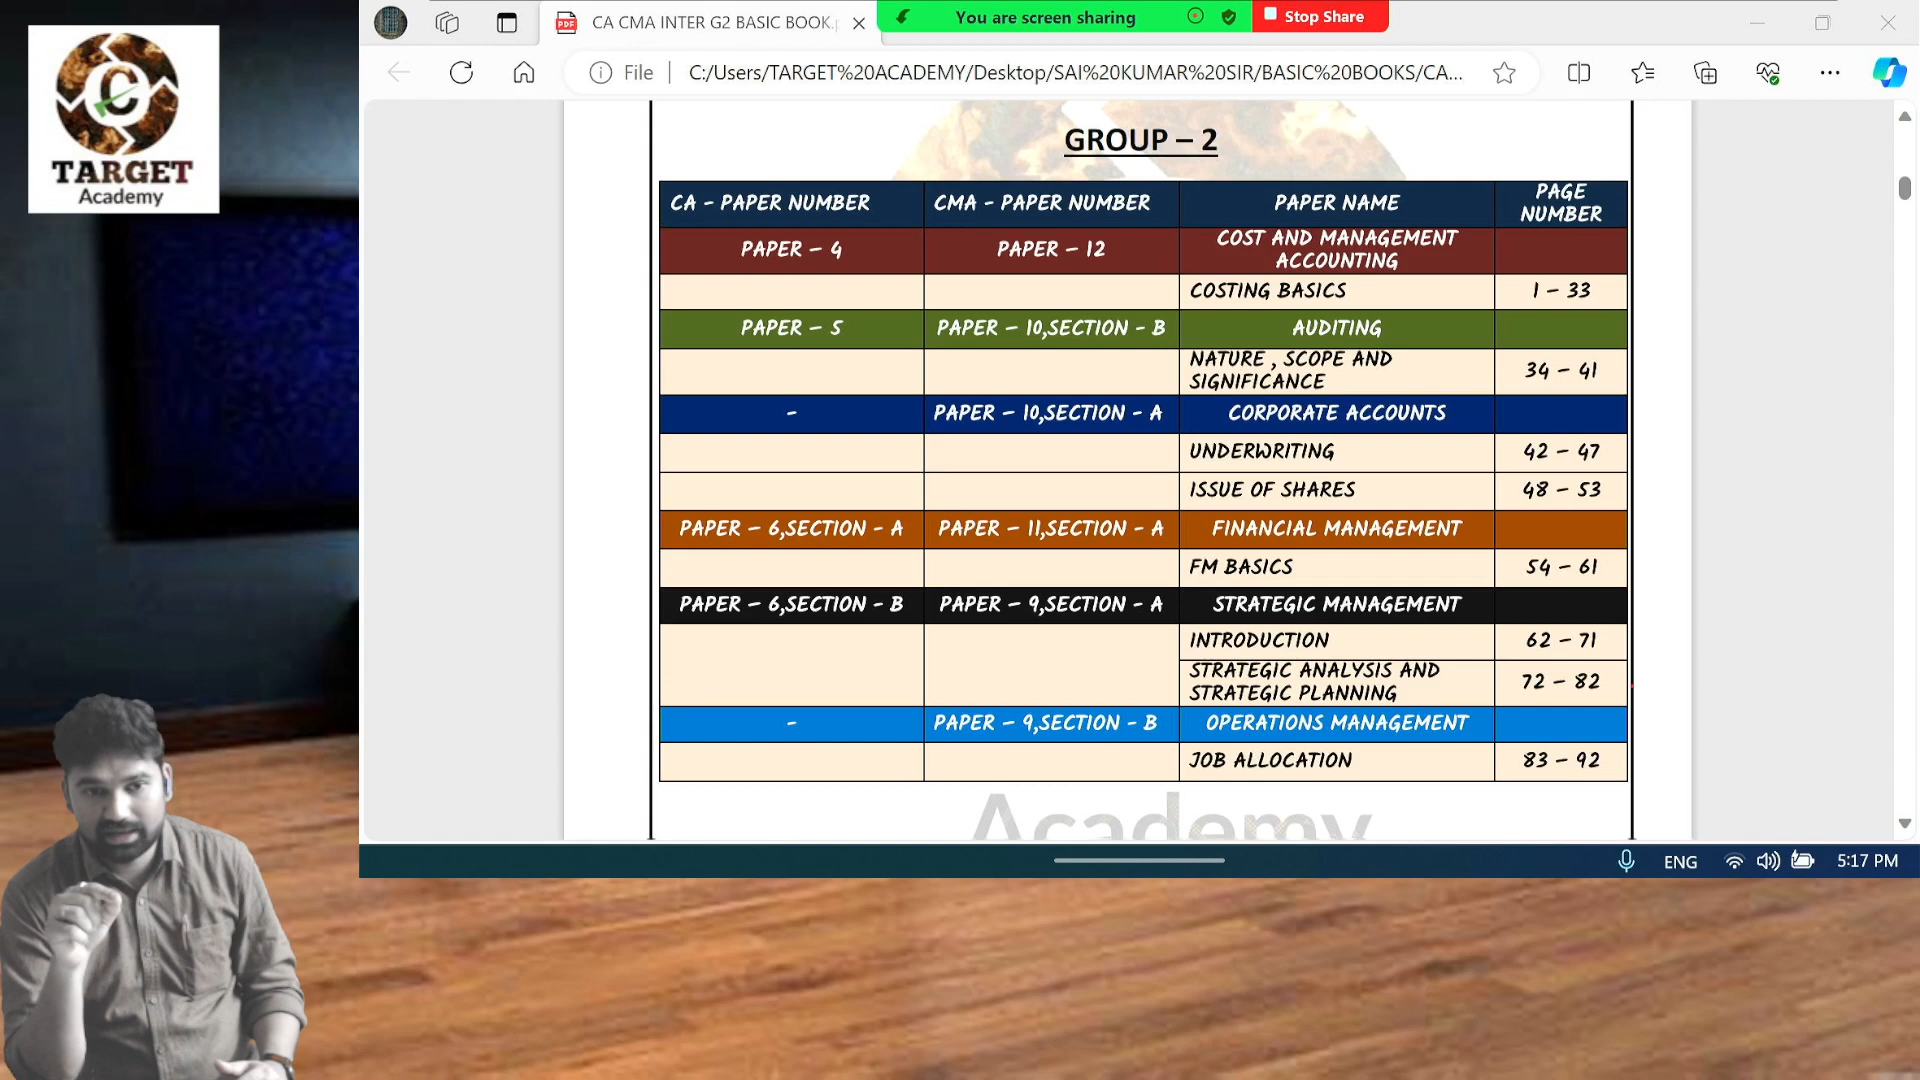 C
TARGET
Academy
CA CMA INTER G2 BASIC BOOK.
You are screen sharing
Stop Share
File
C:/Users/TARGET%20ACADEMY/Desktop/SAI%20KUMAR%20SIR/BASIC%20BOOKS/CA...
GROUP – 2
CA - PAPER NUMBER
CMA - PAPER NUMBER
PAPER NAME
PAGE
NUMBER
PAPER – 4
PAPER – 12
COST AND MANAGEMENT
ACCOUNTING
COSTING BASICS
1 – 33
PAPER – 5
PAPER – 10,SECTION - B
AUDITING
NATURE , SCOPE AND
SIGNIFICANCE
34 – 41
-
PAPER – 10,SECTION - A
CORPORATE ACCOUNTS
UNDERWRITING
42 – 47
ISSUE OF SHARES
48 – 53
PAPER – 6,SECTION - A
PAPER – 11,SECTION - A
FINANCIAL MANAGEMENT
FM BASICS
54 – 61
PAPER – 6,SECTION - B
PAPER – 9,SECTION - A
STRATEGIC MANAGEMENT
INTRODUCTION
62 – 71
STRATEGIC ANALYSIS AND
STRATEGIC PLANNING
72 – 82
-
PAPER – 9,SECTION - B
OPERATIONS MANAGEMENT
JOB ALLOCATION
83 – 92
Academy
ENG
5:17 PM